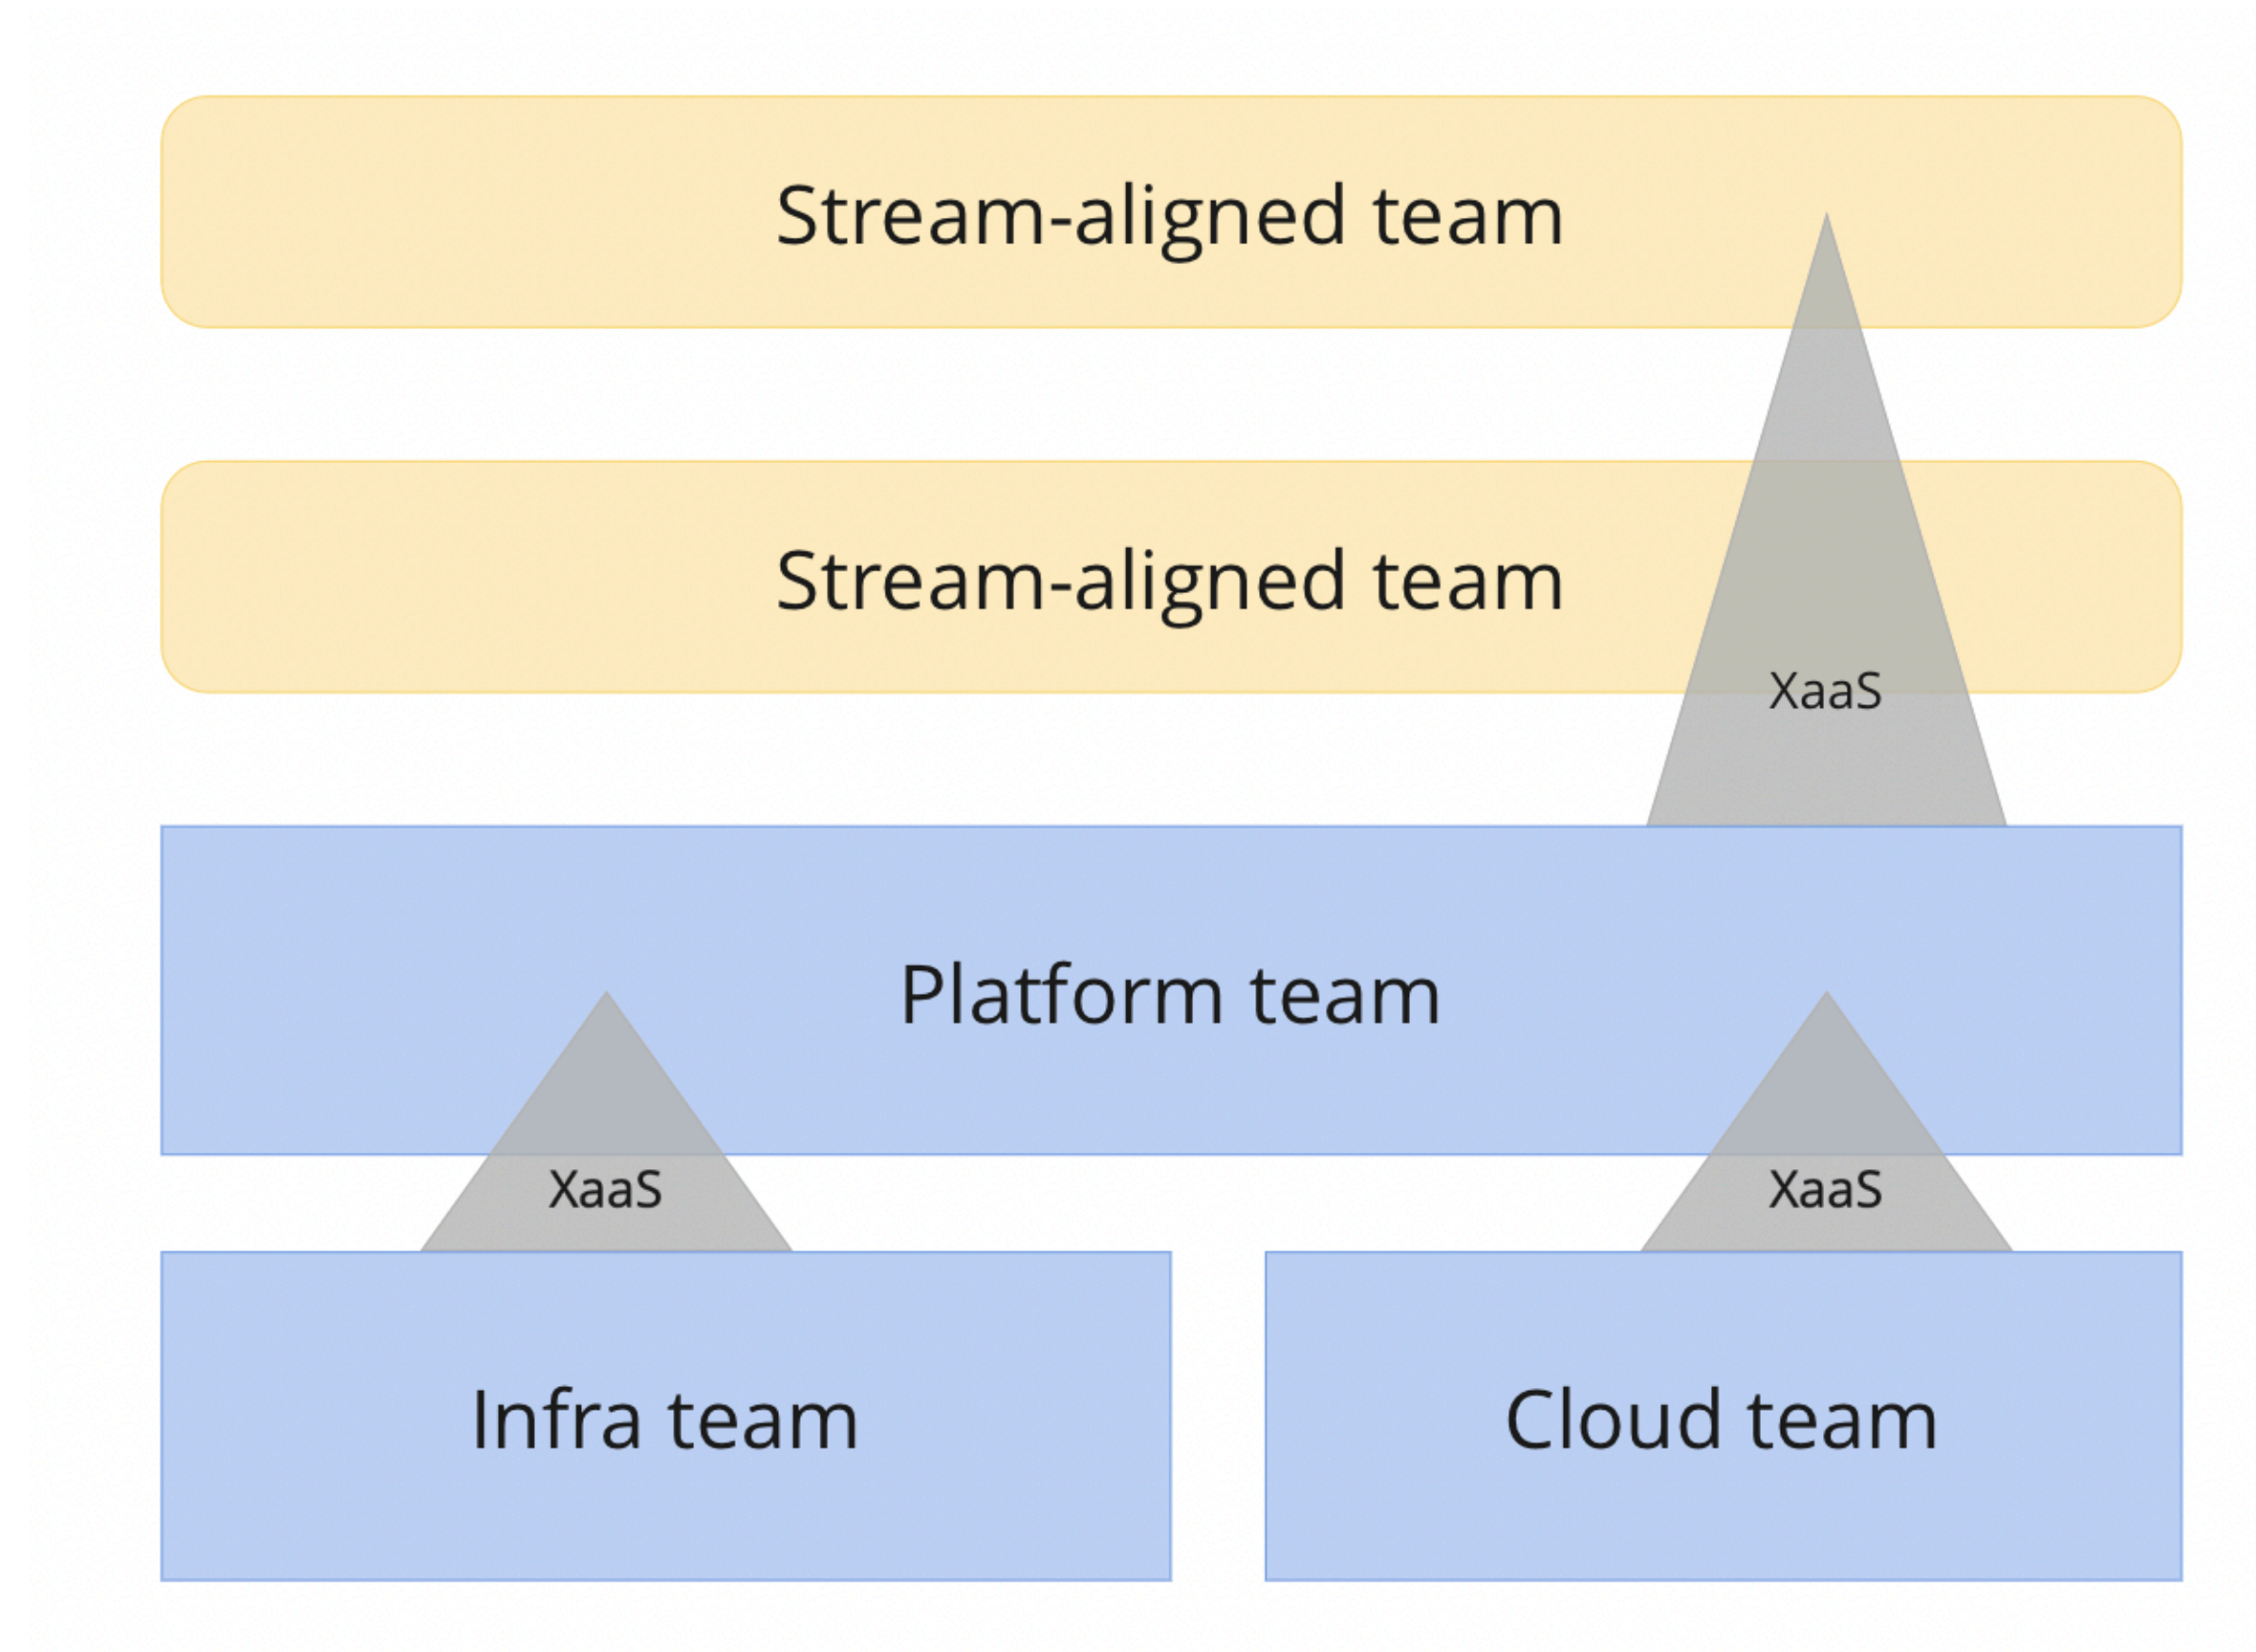 Stream-aligned team
Stream-aligned team
XaaS
Platform team
XaaS
XaaS
Infra team
Cloud team